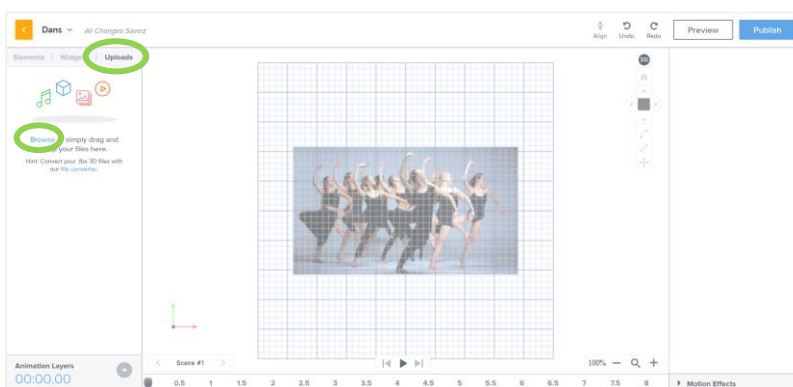 Dans All Changes Saved
Align Undo Redo
Preview Publish
Elements Widgets Uploads
3D
Browse simply drag and
your files here.
Hint: Convert your .fbx 3D files with
our file converter.
Scene #1
100%
Animation Layers
00:00.00
0.5 1 1.5 2 2.5 3 3.5 4 4.5 5 5.5 6 6.5 7 7.5 8
Motion Effects